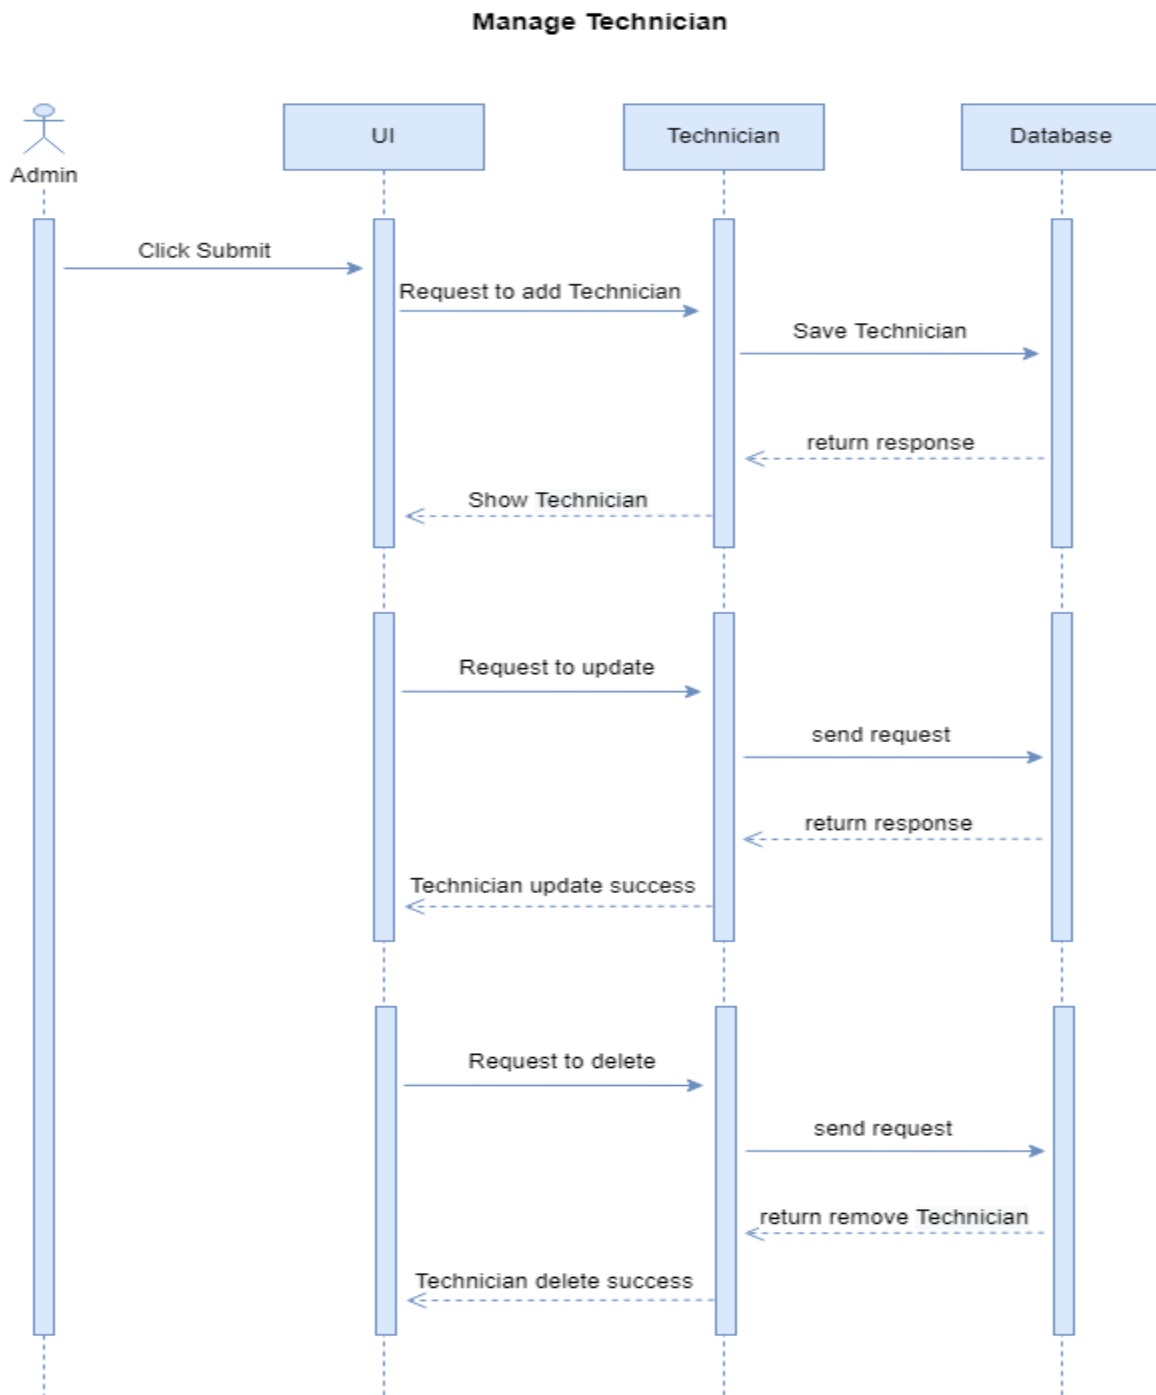 Manage Technician
Admin
UI
Technician
Database
Click Submit
Request to add Technician
Save Technician
return response
Show Technician
Request to update
send request
return response
Technician update success
Request to delete
send request
return remove Technician
Technician delete success